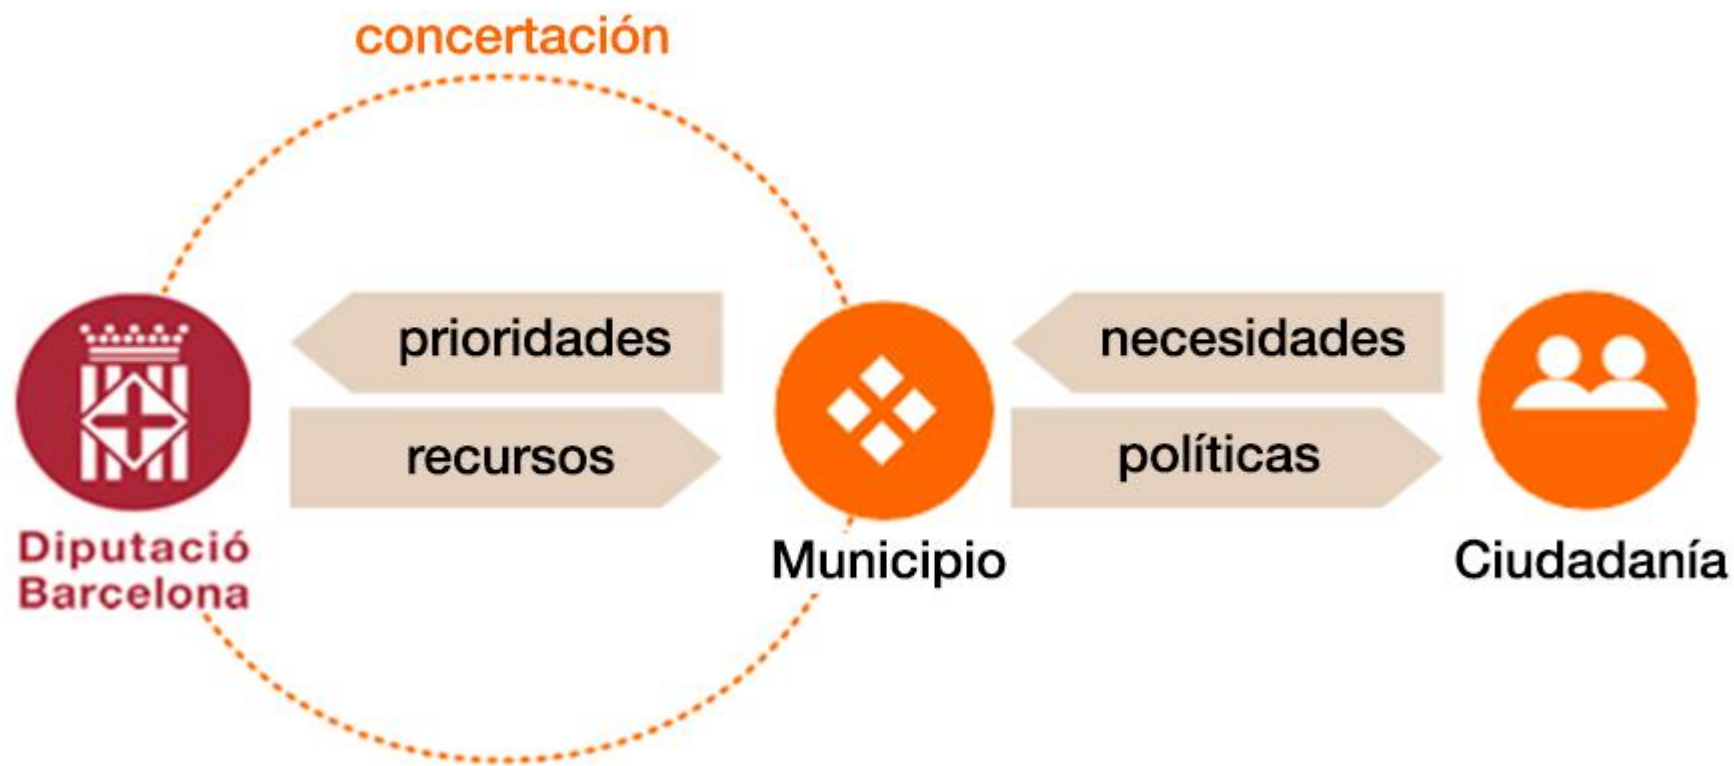 concertación
prioridades
necesidades
recursos
políticas
Diputació
Barcelona
Municipio
Ciudadanía